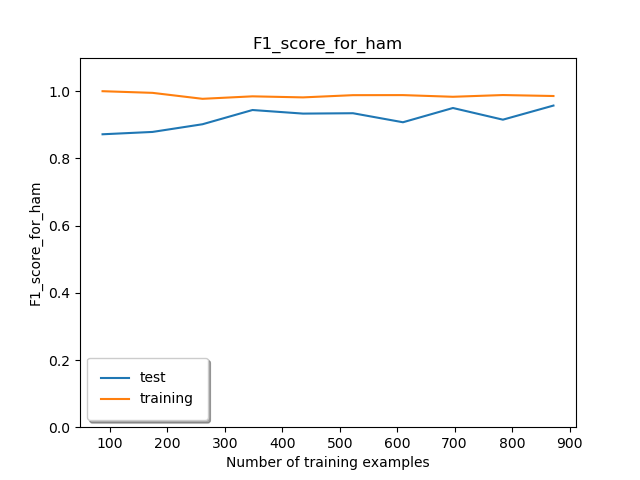 F1_score_for_ham
F1_score_for_ham
1.0
0.8
0.6
0.4
0.2
0.0
test
training
100 200 300 400 500 600 700 800 900
Number of training examples